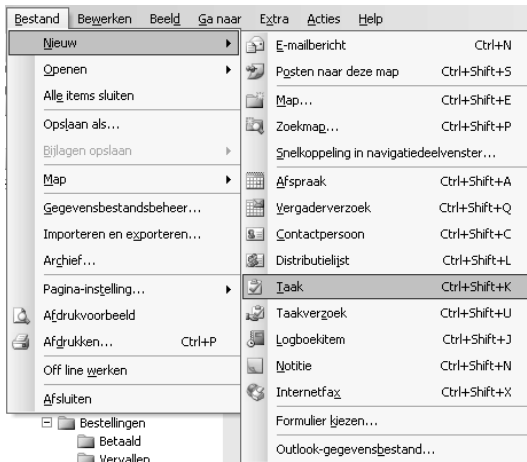 Bestand Bewerken Beeld Ga naar Extra Acties Help
Nieuw
Openen
Alle items sluiten
Opslaan als...
Bijlagen opslaan
Map
Gegevensbestandsbeheer...
Importeren en exporteren...
Archief...
Pagina-instelling...
Afdrukvoorbeeld
Afdrukken... Ctrl+P
Off line werken
Afsluiten
E-mailbericht Ctrl+N
Posten naar deze map Ctrl+Shift+S
Map... Ctrl+Shift+E
Zoekmap... Ctrl+Shift+P
Snelkoppeling in navigatiedeelvenster...
Afspraak Ctrl+Shift+A
Vergaderverzoek Ctrl+Shift+Q
Contactpersoon Ctrl+Shift+C
Distributielijst Ctrl+Shift+L
Taak Ctrl+Shift+K
Taakverzoek Ctrl+Shift+U
Logboekitem Ctrl+Shift+J
Notitie Ctrl+Shift+N
Internetfax Ctrl+Shift+X
Formulier kiezen...
Outlook-gegevensbestand...
Bestellingen
Betaald
Vervallen